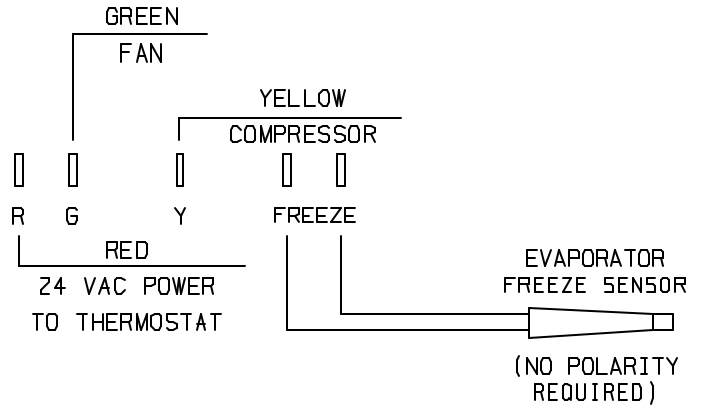 GREEN
FAN
YELLOW
COMPRESSOR
R G Y FREEZE
RED
24 VAC POWER
TO THERMOSTAT
EVAPORATOR
FREEZE SENSOR
(NO POLARITY
REQUIRED)